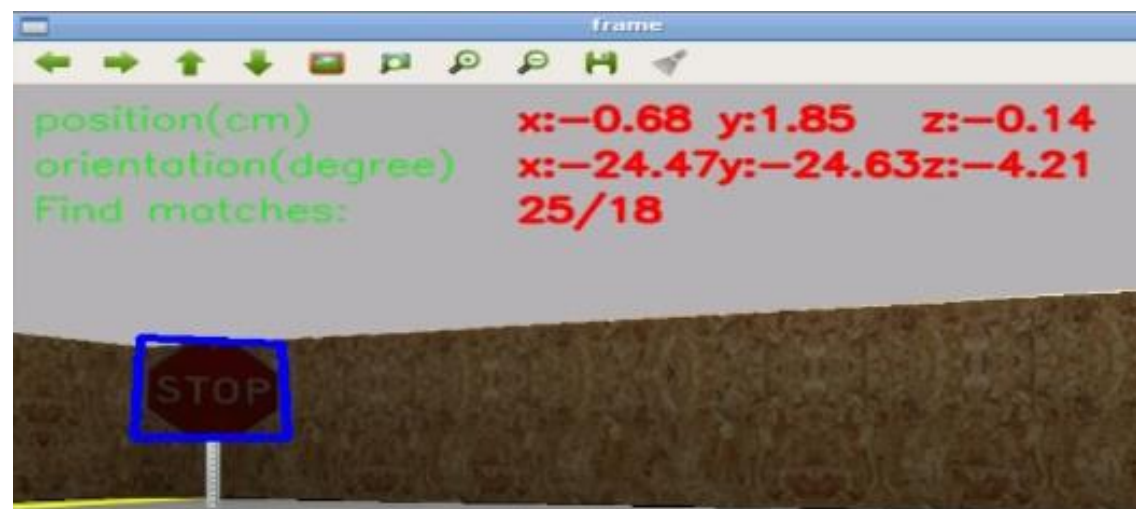 frame
position(cm) x:-0.68 y:1.85 z:-0.14
orientation(degree) x:-24.47y:-24.63z:-4.21
Find matches: 25/18
STOP